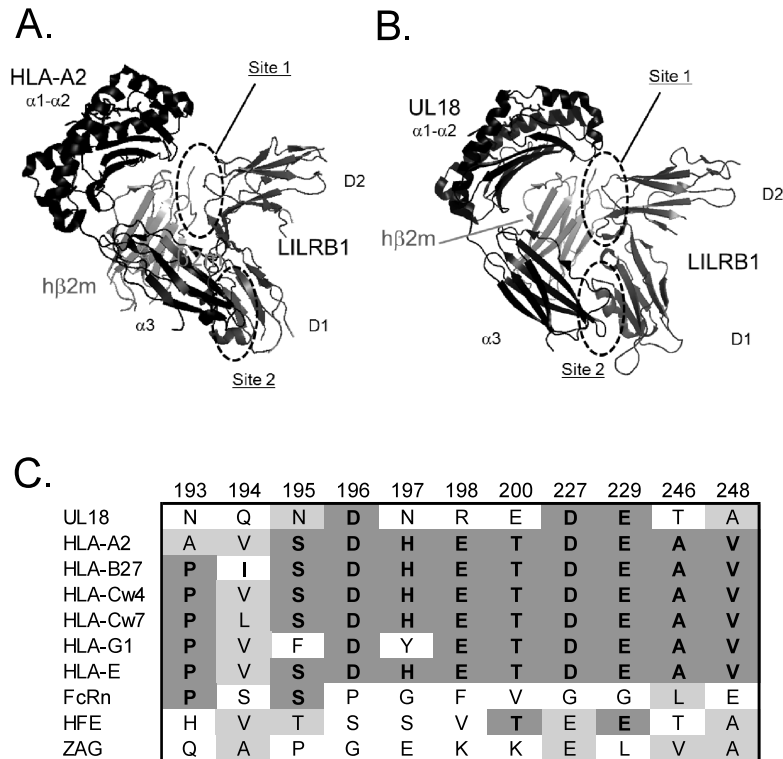 A.
HLA-A2
α1-α2
Site 1
D2
LILRB1
hβ2m
α3
D1
Site 2
B.
UL18
α1-α2
Site 1
D2
hβ2m
LILRB1
α3
D1
Site 2
C.
193 194 195 196 197 198 200 227 229 246 248
UL18 N Q N D N R E D E T A
HLA-A2 A V S D H E T D E A V
HLA-B27 P I S D H E T D E A V
HLA-Cw4 P V S D H E T D E A V
HLA-Cw7 P L S D H E T D E A V
HLA-G1 P V F D Y E T D E A V
HLA-E P V S D H E T D E A V
FcRn P S S P G F V G G L E
HFE H V T S S V T E E T A
ZAG Q A P G E K K E L V A